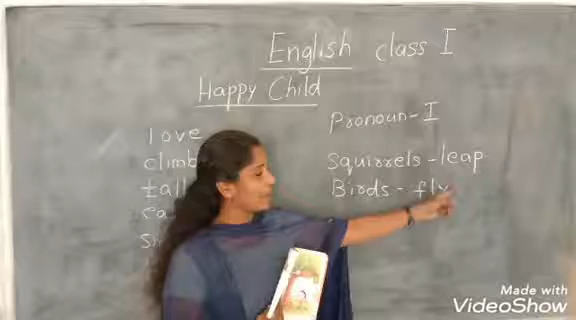 English class I
Happy Child
love
climb
tall
Pronoun - I
Squirrels - leap
Birds - fly
Made with
VideoShow